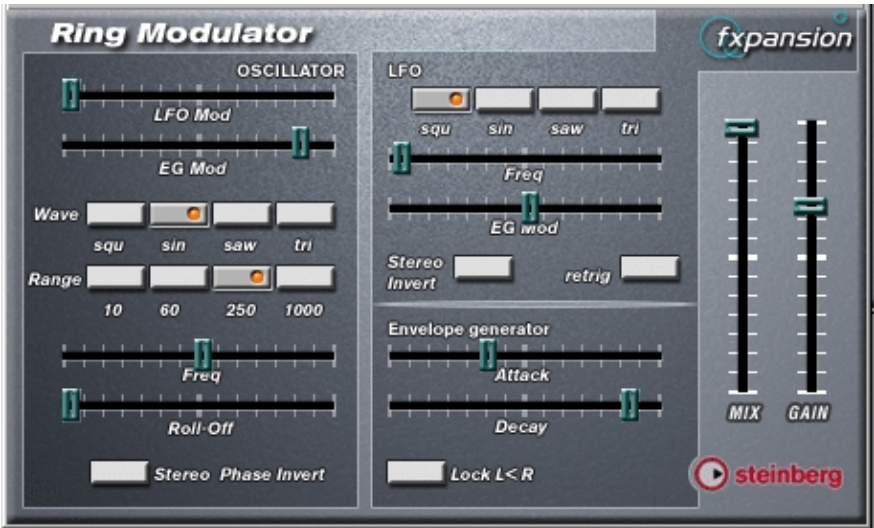 Ring Modulator
fxpansion
OSCILLATOR
LFO Mod
EG Mod
Wave
squ sin saw tri
Range
10 60 250 1000
Freq
Roll-Off
Stereo Phase Invert
LFO
squ sin saw tri
Freq
EG Mod
Stereo
Invert
retrig
Envelope generator
Attack
Decay
Lock L< R
MIX GAIN
steinberg